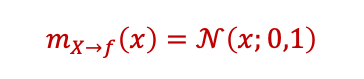 m_{X→f}(x) = 𝒩(x; 0,1)